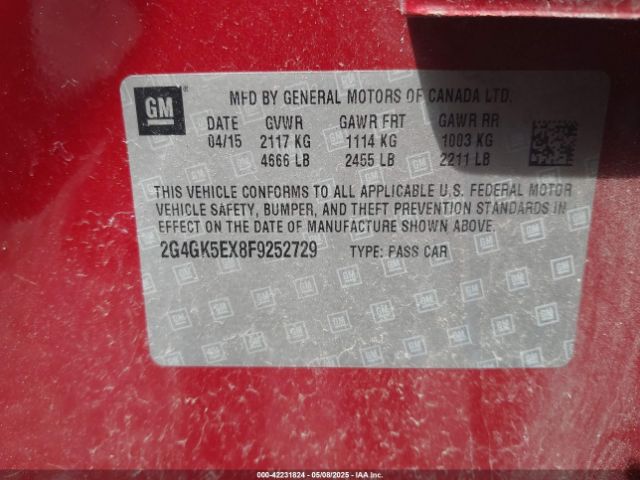 GM
MFD BY GENERAL MOTORS OF CANADA LTD.
DATE GVWR GAWR FRT GAWR RR
04/15 2117 KG 1114 KG 1003 KG
4666 LB 2455 LB 2211 LB
THIS VEHICLE CONFORMS TO ALL APPLICABLE U.S. FEDERAL MOTOR
VEHICLE SAFETY, BUMPER, AND THEFT PREVENTION STANDARDS IN
EFFECT ON THE DATE OF MANUFACTURE SHOWN ABOVE.
2G4GK5EX8F9252729 TYPE: PASS CAR
000-42231824 | 05/08/2025 | Copyright © IAA, LLC.